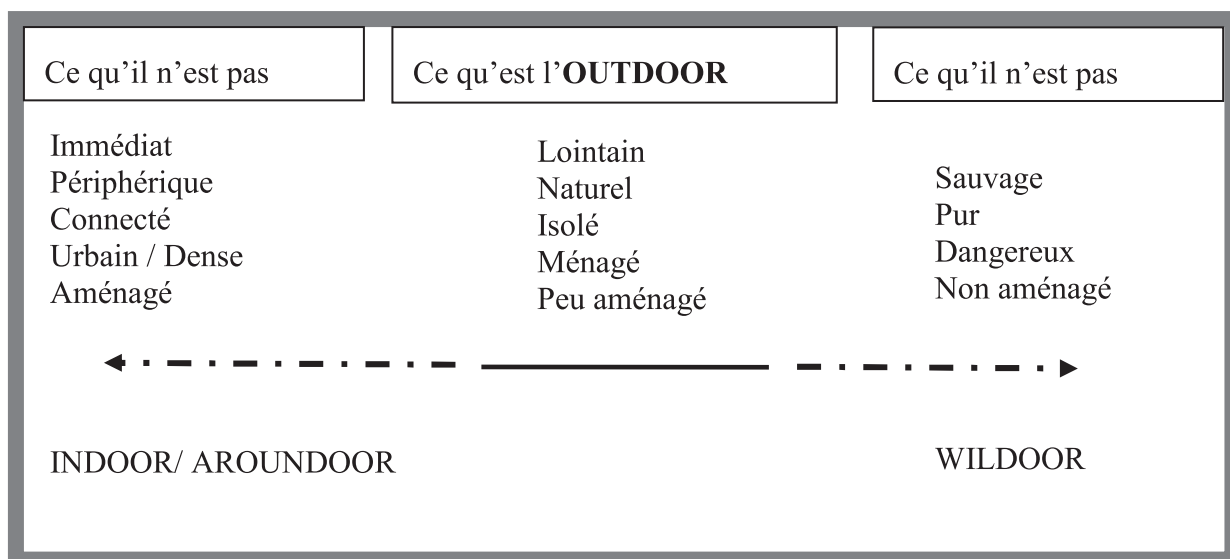 Ce qu’il n’est pas
Ce qu’est l’OUTDOOR
Ce qu’il n’est pas
Immédiat
Périphérique
Connecté
Urbain / Dense
Aménagé
Lointain
Naturel
Isolé
Ménagé
Peu aménagé
Sauvage
Pur
Dangereux
Non aménagé
INDOOR/ AROUNDOOR
WILDOOR